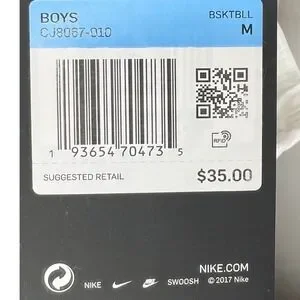 BOYS BSKTBLL
CJ8067-010 M
1 93654 70473 5
RFID
SUGGESTED RETAIL $35.00
NIKE.COM
NIKE SWOOSH © 2017 Nike